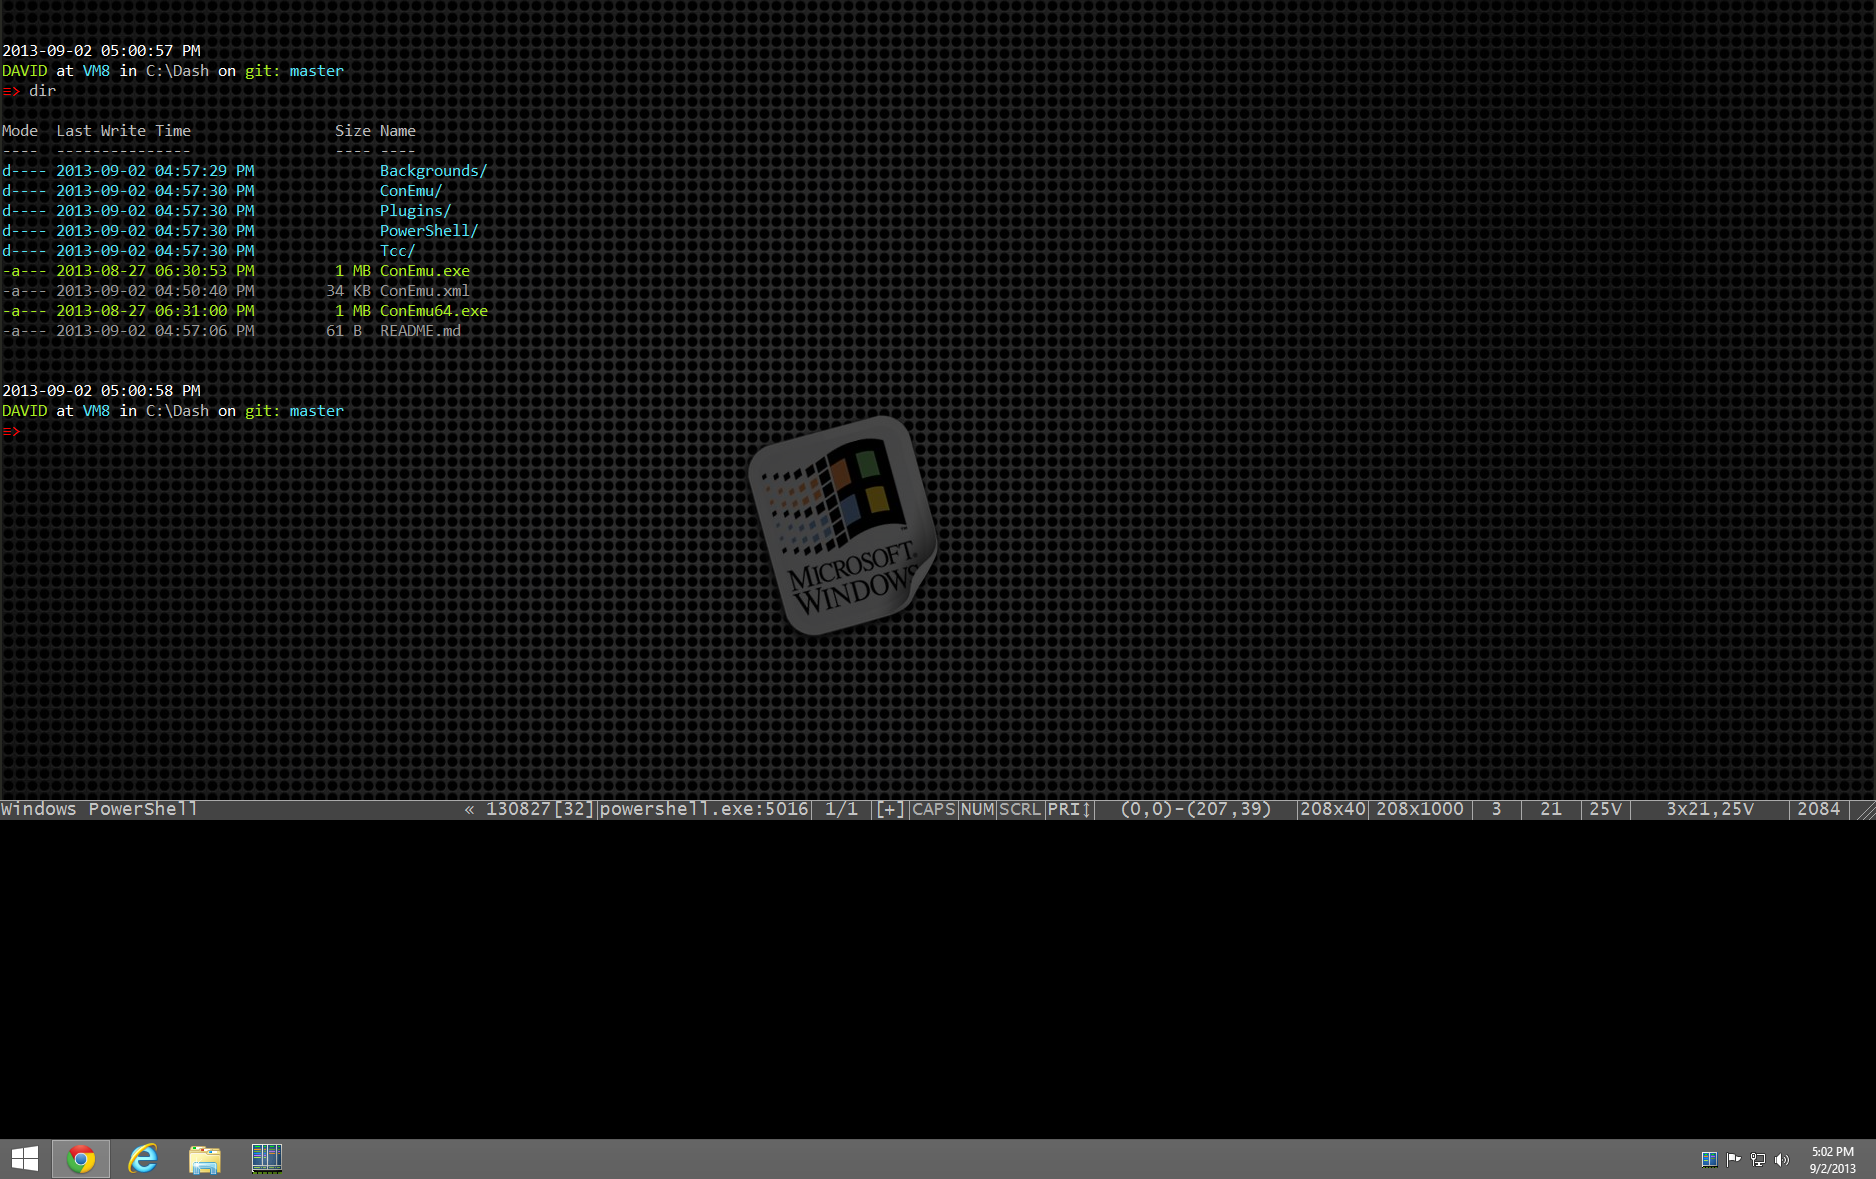 2013-09-02 05:00:57 PM
DAVID at VM8 in C:\Dash on git: master
=> dir
Mode  Last Write Time                Size Name
----  ---------------                ---- ----
d---- 2013-09-02 04:57:29 PM              Backgrounds/
d---- 2013-09-02 04:57:30 PM              ConEmu/
d---- 2013-09-02 04:57:30 PM              Plugins/
d---- 2013-09-02 04:57:30 PM              PowerShell/
d---- 2013-09-02 04:57:30 PM              Tcc/
-a--- 2013-08-27 06:30:53 PM         1 MB ConEmu.exe
-a--- 2013-09-02 04:50:40 PM        34 KB ConEmu.xml
-a--- 2013-08-27 06:31:00 PM         1 MB ConEmu64.exe
-a--- 2013-09-02 04:57:06 PM        61 B  README.md
2013-09-02 05:00:58 PM
DAVID at VM8 in C:\Dash on git: master
=>
MICROSOFT
WINDOWS
Windows PowerShell « 130827[32]|powershell.exe:5016| 1/1 |[+]|CAPS|NUM|SCRL|PRI↕| (0,0)-(207,39) |208x40|208x1000| 3 | 21 |25V| 3x21,25V |2084|
5:02 PM
9/2/2013